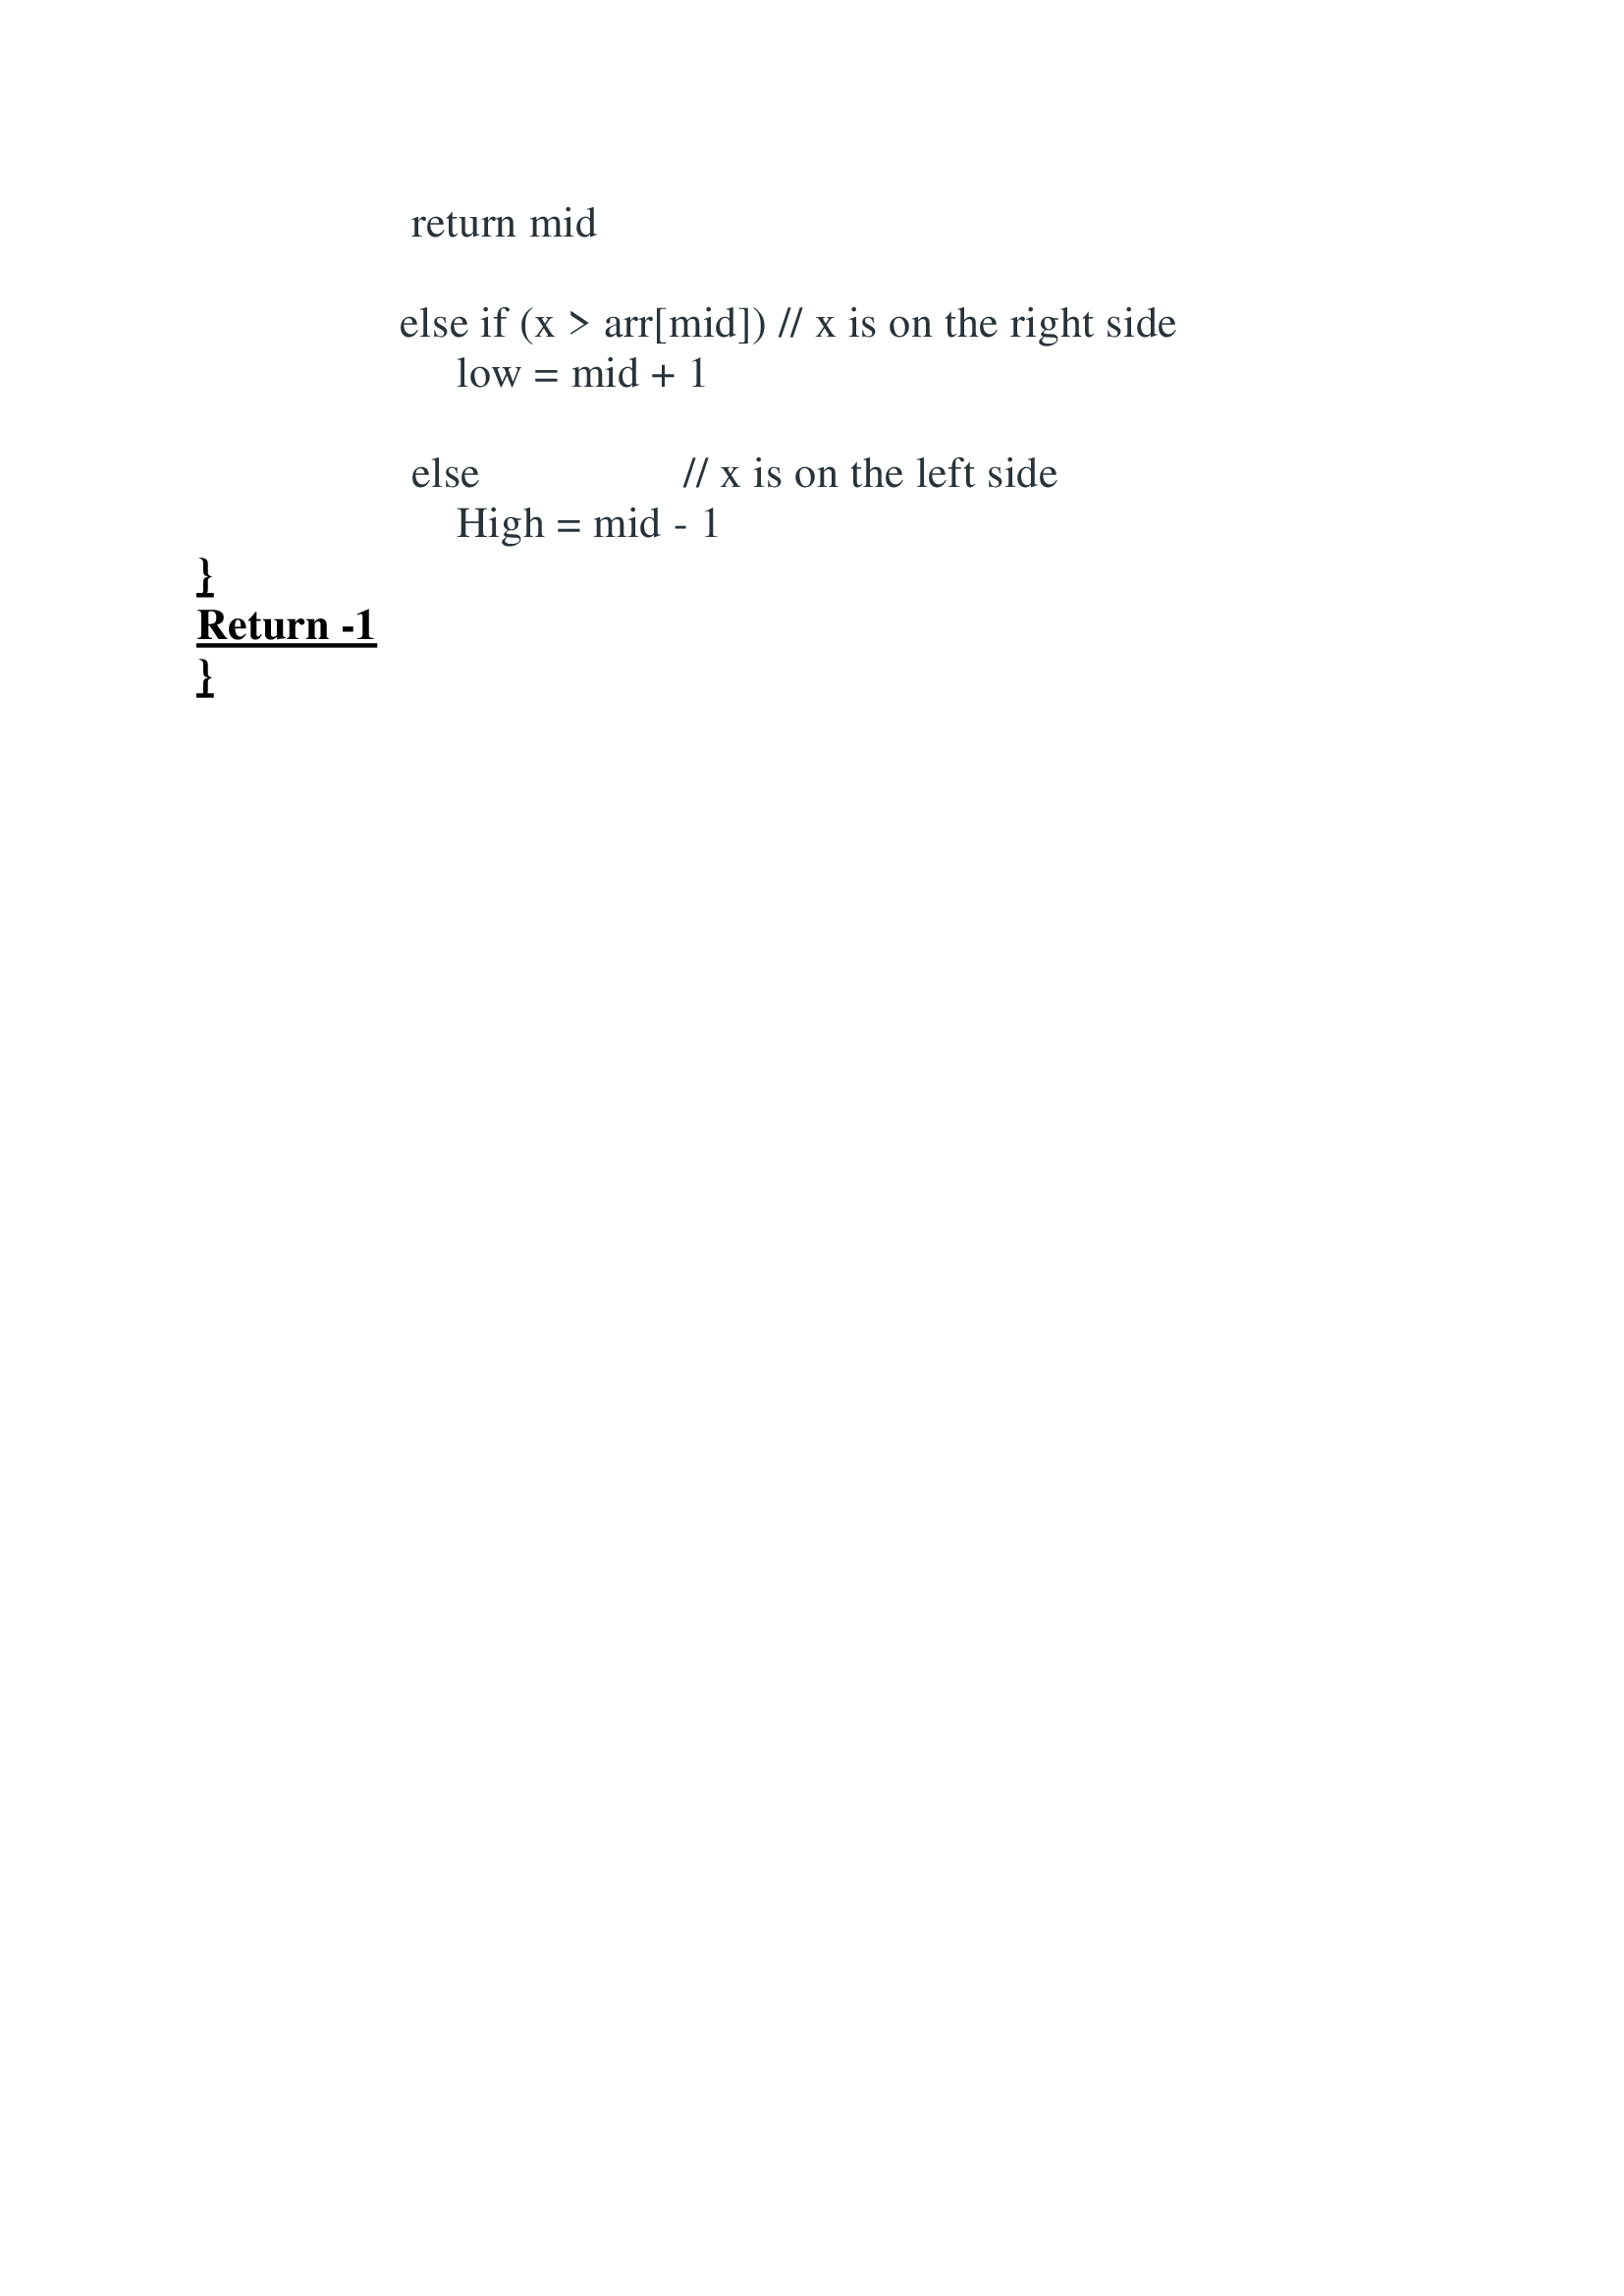 return mid
else if (x > arr[mid]) // x is on the right side
low = mid + 1
else // x is on the left side
High = mid - 1
}
Return -1
}